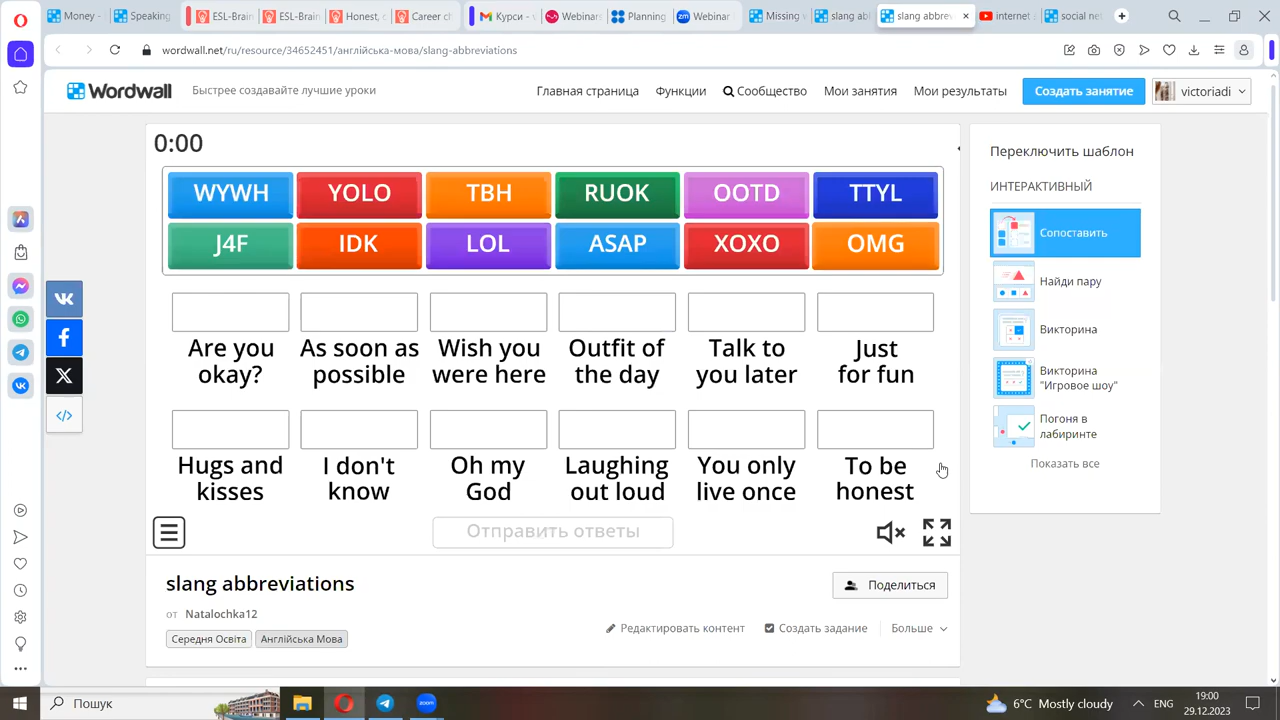 Money -
Speaking
ESL-Brain
ESL-Brain
Honest,
Career ch
Курси -
Webinar
Planning
zm
Webinar
Missing v
slang ab
slang abbrev
internet
social net
wordwall.net/ru/resource/34652451/англійська-мова/slang-abbreviations
Wordwall
Быстрее создавайте лучшие уроки
Главная страница
Функции
Сообщество
Мои занятия
Мои результаты
Создать занятие
victoriadi
0:00
WYWH
YOLO
TBH
RUOK
OOTD
TTYL
J4F
IDK
LOL
ASAP
XOXO
OMG
Are you
okay?
As soon as
possible
Wish you
were here
Outfit of
the day
Talk to
you later
Just
for fun
Hugs and
kisses
I don't
know
Oh my
God
Laughing
out loud
You only
live once
To be
honest
Отправить ответы
Переключить шаблон
ИНТЕРАКТИВНЫЙ
Сопоставить
Найди пару
Викторина
Викторина
"Игровое шоу"
Погоня в
лабиринте
Показать все
slang abbreviations
Поделиться
от Natalochka12
Середня Освіта
Англійська Мова
Редактировать контент
Создать задание
Больше
Пошук
zoom
6°C Mostly cloudy
ENG
19:00
29.12.2023